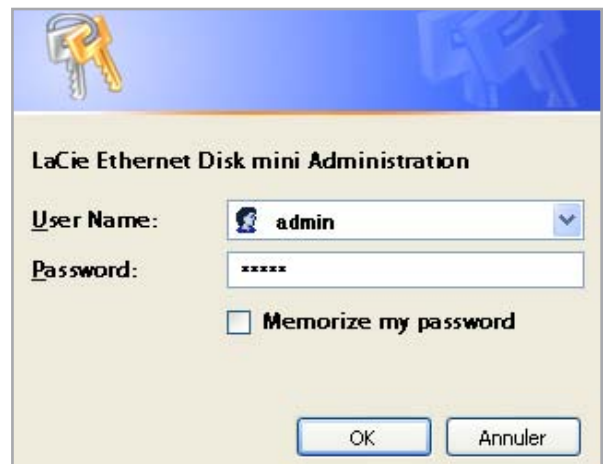 LaCie Ethernet Disk mini Administration
User Name:
admin
Password:
*****
Memorize my password
OK
Annuler